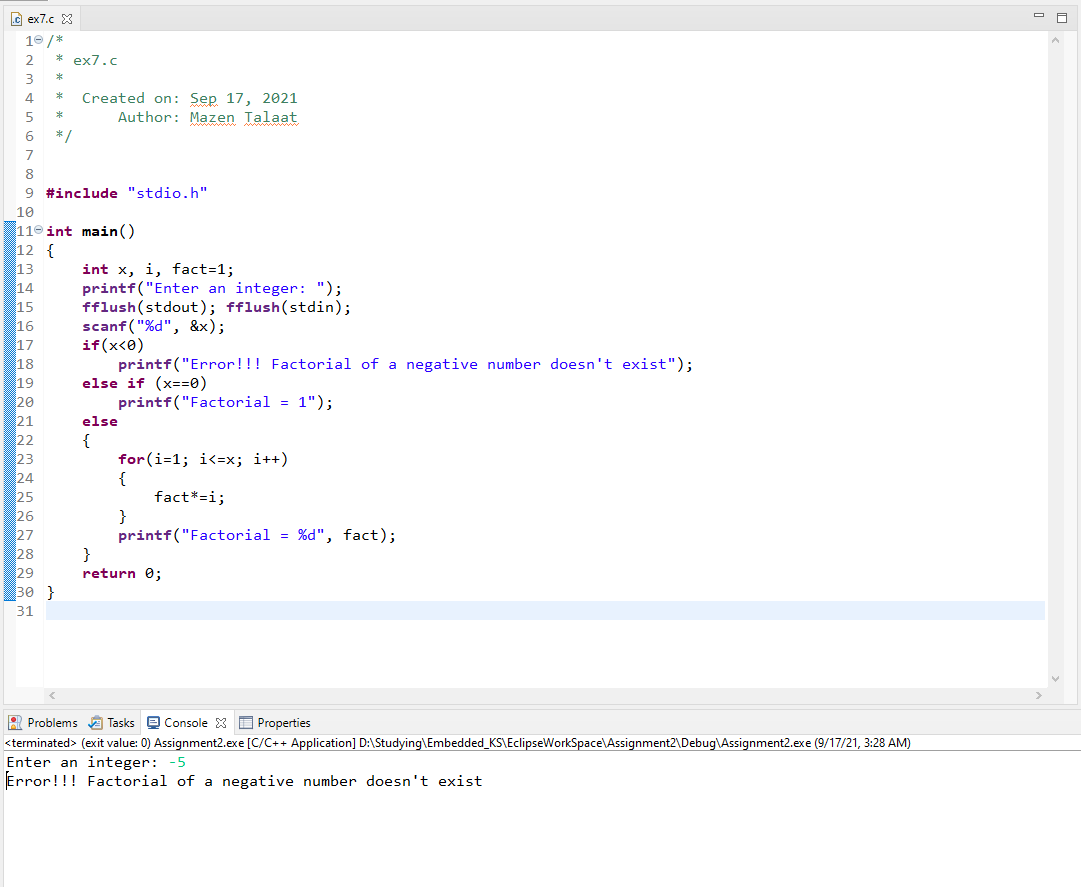 ex7.c
1 /*
2  * ex7.c
3  *
4  *  Created on: Sep 17, 2021
5  *      Author: Mazen Talaat
6  */
7
8
9 #include "stdio.h"
10
11 int main()
12 {
13     int x, i, fact=1;
14     printf("Enter an integer: ");
15     fflush(stdout); fflush(stdin);
16     scanf("%d", &x);
17     if(x<0)
18         printf("Error!!! Factorial of a negative number doesn't exist");
19     else if (x==0)
20         printf("Factorial = 1");
21     else
22     {
23         for(i=1; i<=x; i++)
24         {
25             fact*=i;
26         }
27         printf("Factorial = %d", fact);
28     }
29     return 0;
30 }
31
Problems Tasks Console Properties
<terminated> (exit value: 0) Assignment2.exe [C/C++ Application] D:\Studying\Embedded_KS\EclipseWorkSpace\Assignment2\Debug\Assignment2.exe (9/17/21, 3:28 AM)
Enter an integer: -5
Error!!! Factorial of a negative number doesn't exist